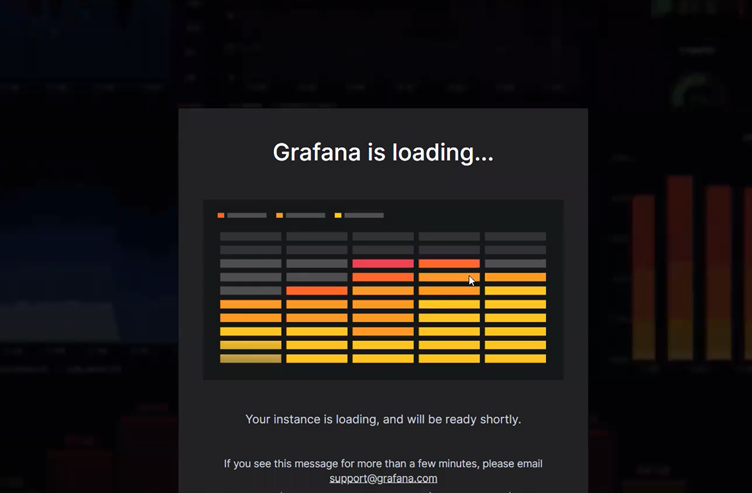 Grafana is loading...
Your instance is loading, and will be ready shortly.
If you see this message for more than a few minutes, please email
support@grafana.com